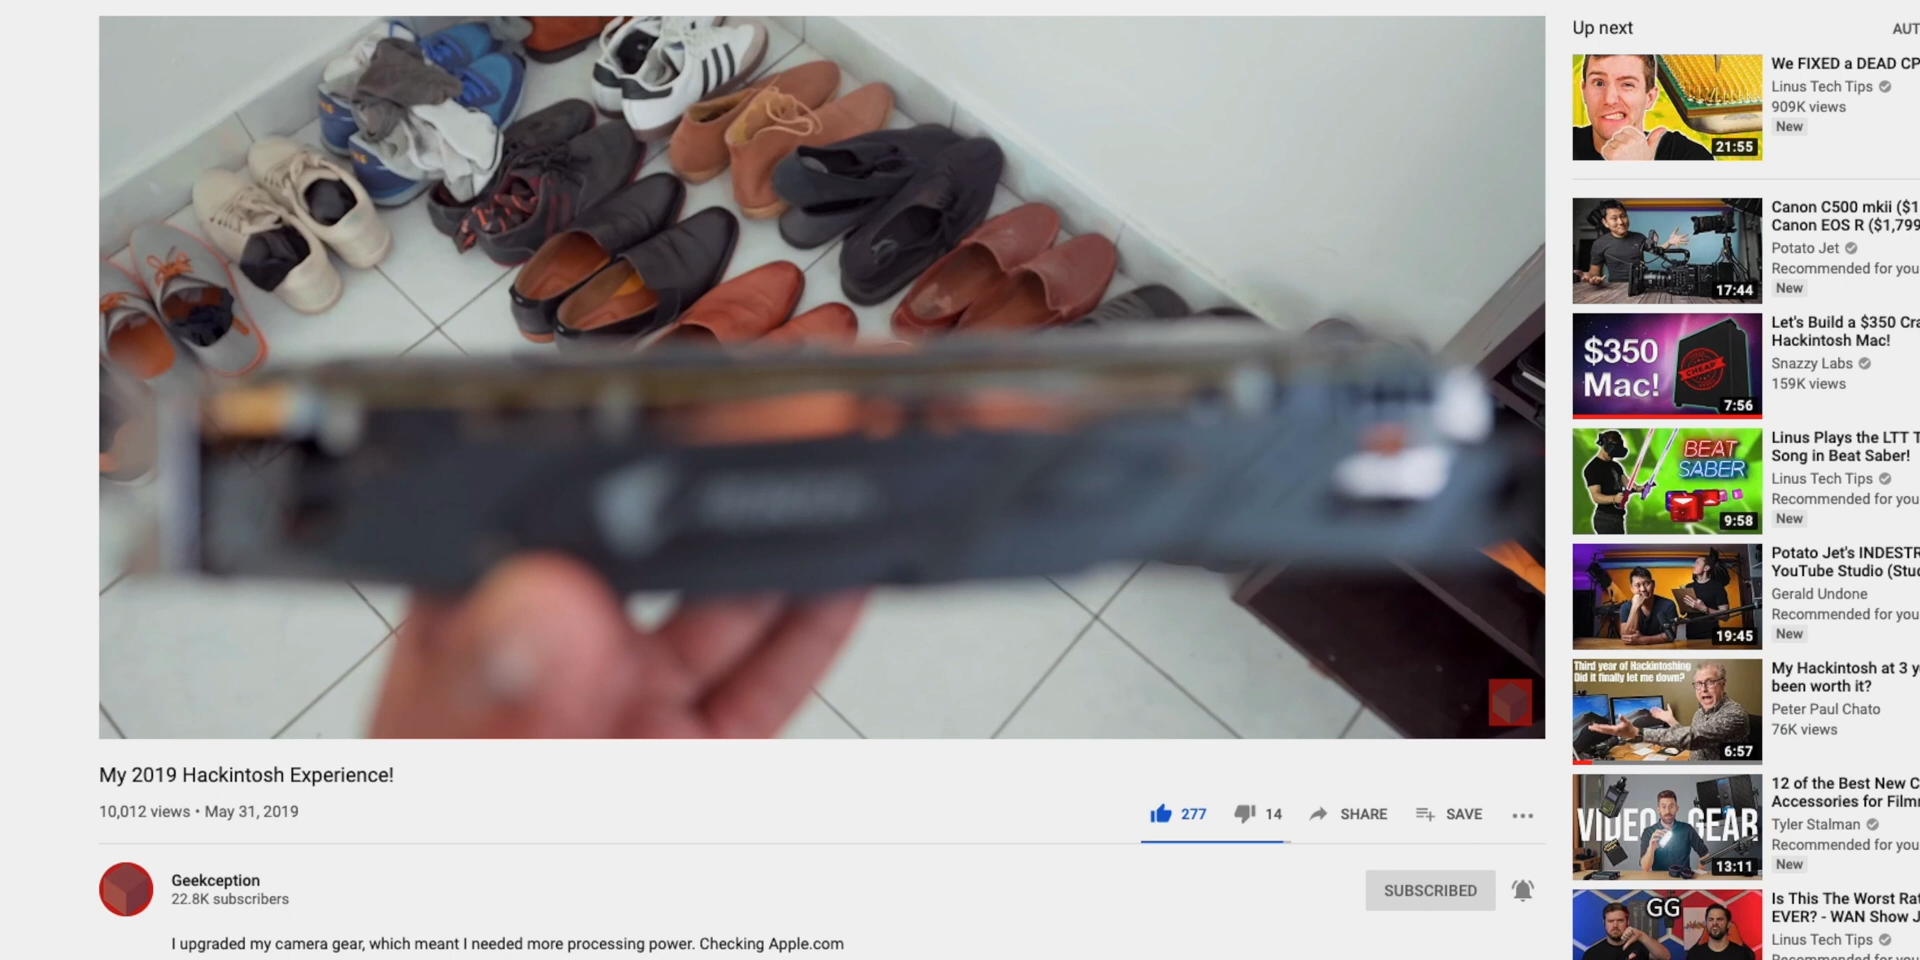 My 2019 Hackintosh Experience!
10,012 views • May 31, 2019
277
14
SHARE
SAVE
Geekception
22.8K subscribers
SUBSCRIBED
I upgraded my camera gear, which meant I needed more processing power. Checking Apple.com
Up next
AUT
21:55
We FIXED a DEAD CP
Linus Tech Tips
909K views
New
17:44
Canon C500 mkii ($1
Canon EOS R ($1,799
Potato Jet
Recommended for you
New
$350
Mac!
CHEAP
7:56
Let's Build a $350 Cra
Hackintosh Mac!
Snazzy Labs
159K views
BEAT
SABER
9:58
Linus Plays the LTT T
Song in Beat Saber!
Linus Tech Tips
Recommended for you
New
19:45
Potato Jet's INDESTR
YouTube Studio (Stud
Gerald Undone
Recommended for you
New
Third year of Hackintoshing
Did it finally let me down?
6:57
My Hackintosh at 3 y
been worth it?
Peter Paul Chato
76K views
VIDEO GEAR
13:11
12 of the Best New C
Accessories for Film
Tyler Stalman
Recommended for you
New
GG
Is This The Worst Rat
EVER? - WAN Show J
Linus Tech Tips
Recommended for you